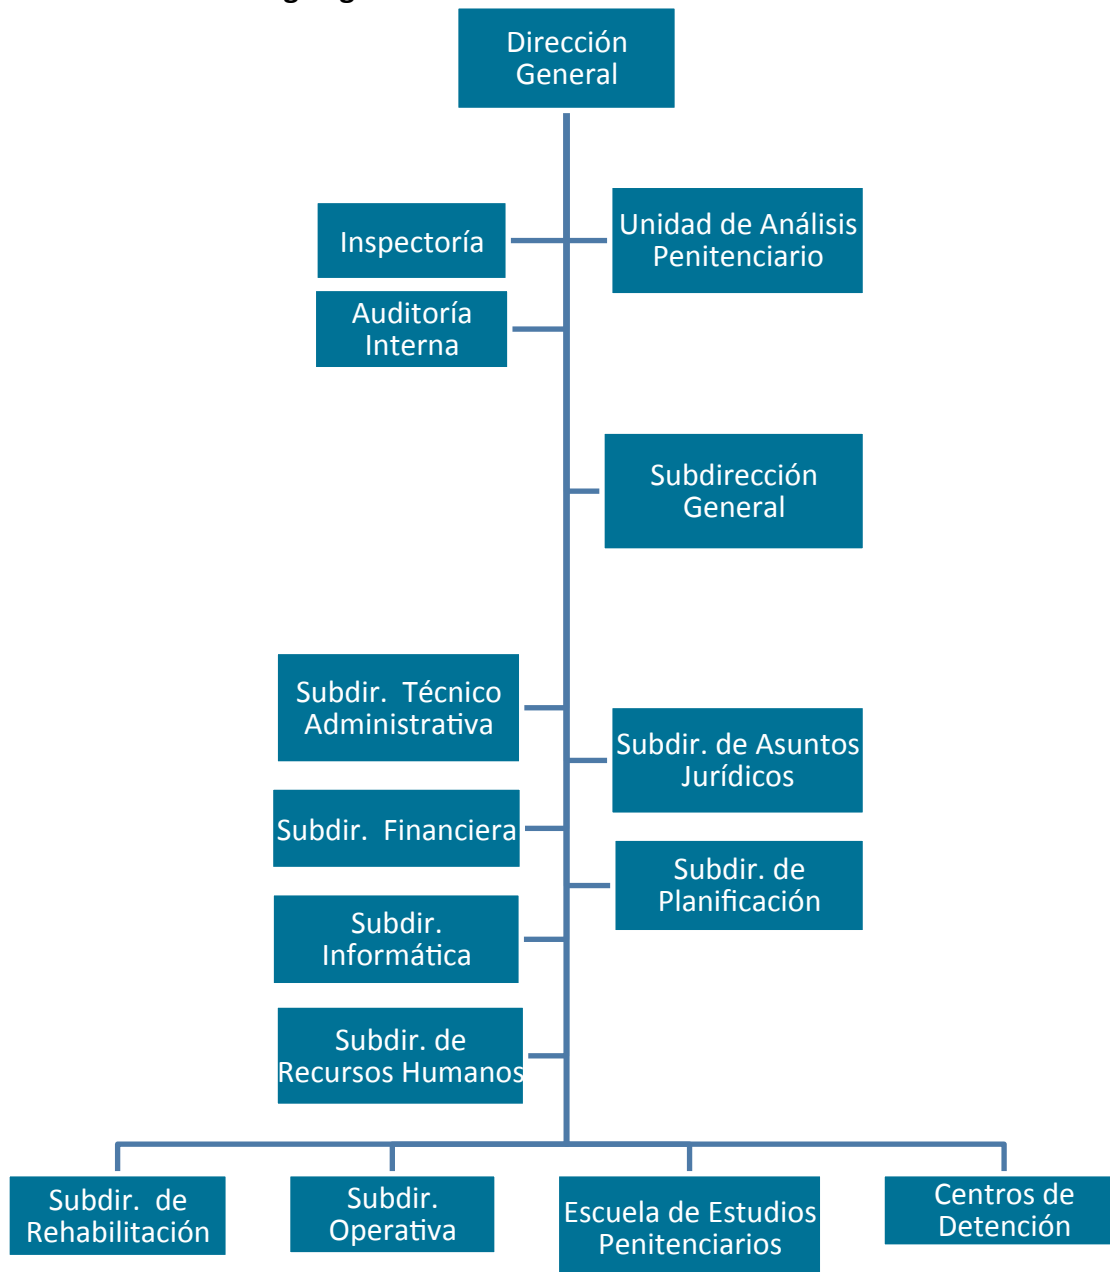 Dirección
General
Inspectoría
Unidad de Análisis
Penitenciario
Auditoría
Interna
Subdirección
General
Subdir. Técnico
Administrativa
Subdir. de Asuntos
Jurídicos
Subdir. Financiera
Subdir. de
Planificación
Subdir.
Informática
Subdir. de
Recursos Humanos
Subdir. de
Rehabilitación
Subdir.
Operativa
Escuela de Estudios
Penitenciarios
Centros de
Detención